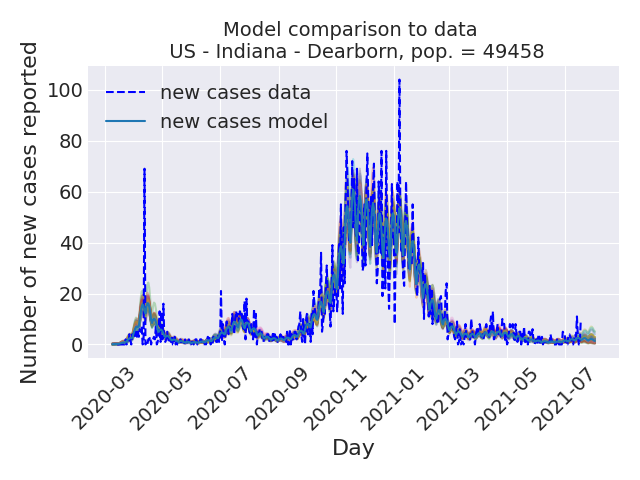 Model comparison to data
US - Indiana - Dearborn, pop. = 49458
Number of new cases reported
100
80
60
40
20
0
new cases data
new cases model
2020-03
2020-05
2020-07
2020-09
2020-11
2021-01
2021-03
2021-05
2021-07
Day